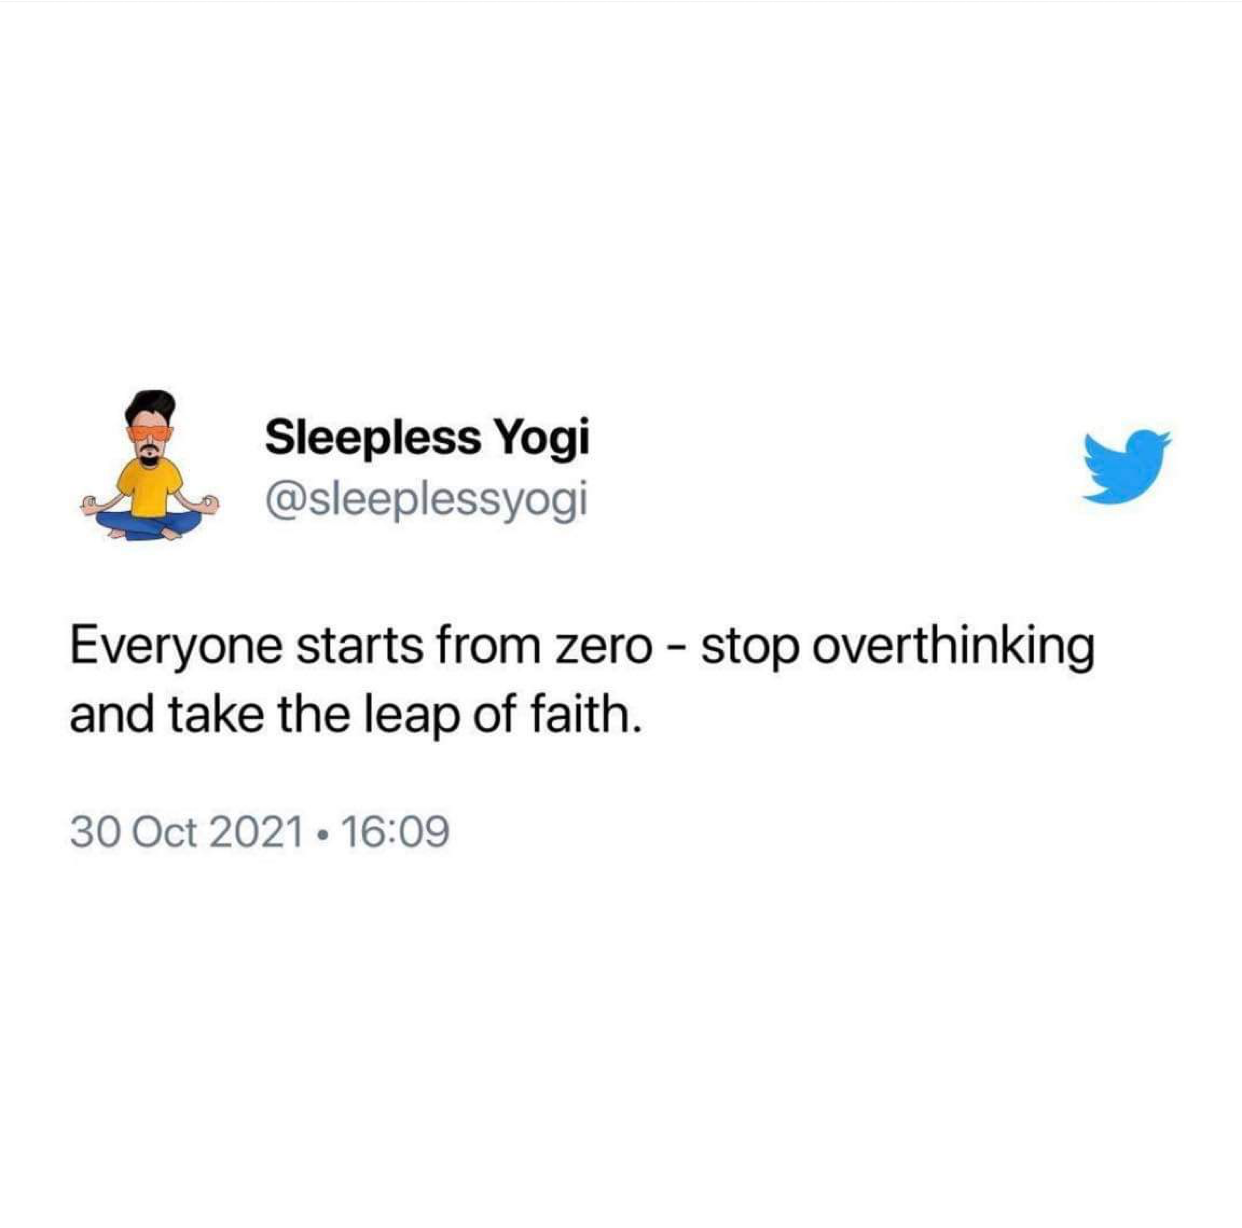 Sleepless Yogi
@sleeplessyogi
Everyone starts from zero - stop overthinking
and take the leap of faith.
30 Oct 2021 • 16:09